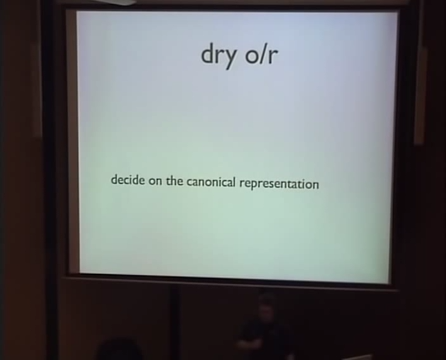 dry o/r
decide on the canonical representation